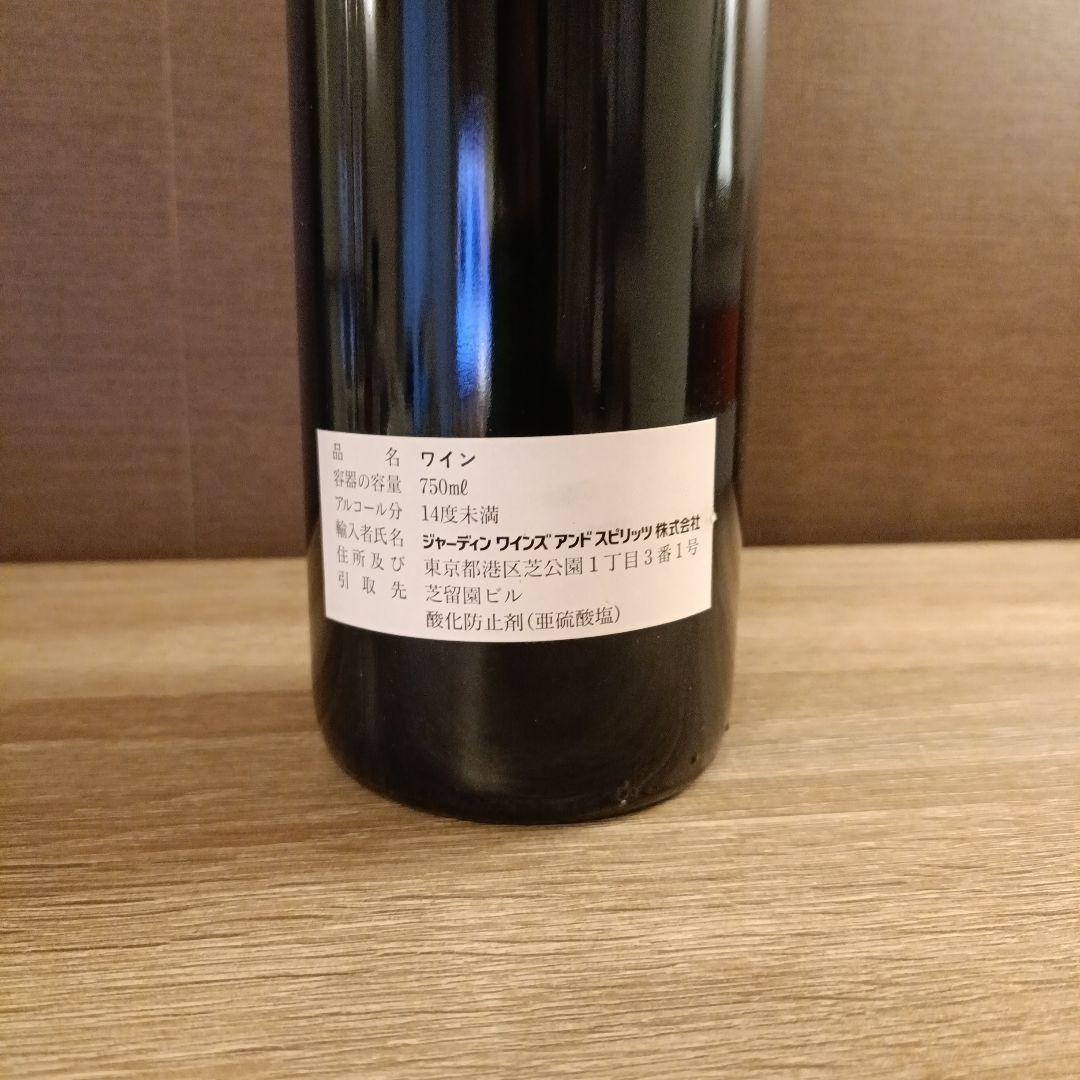 品名 ワイン
容器の容量 750mℓ
アルコール分 14度未満
輸入者氏名 ジャーディン ワインズ アンド スピリッツ 株式会社
住所及び 東京都港区芝公園1丁目3番1号
引取先 芝留園ビル
酸化防止剤(亜硫酸塩)